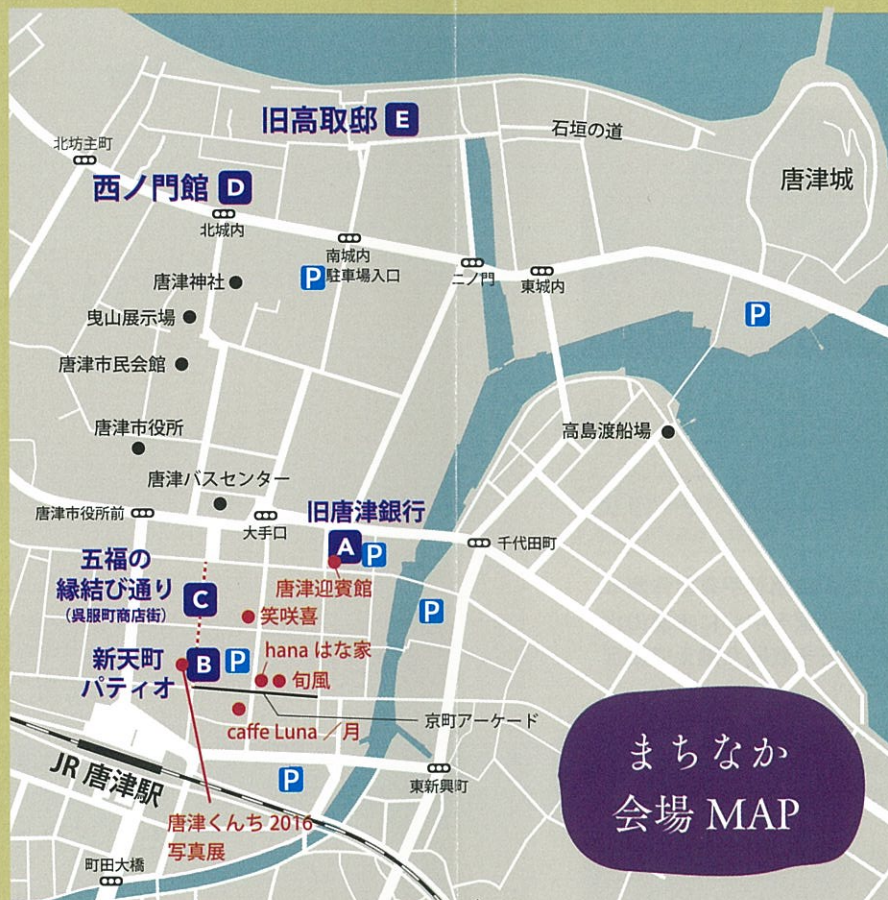 旧高取邸 E
石垣の道
北坊主町
唐津城
西ノ門館 D
北城内
南城内
駐車場入口
P
二ノ門
東城内
唐津神社
P
曳山展示場
唐津市民会館
高島渡船場
唐津市役所
唐津バスセンター
唐津市役所前
大手口
旧唐津銀行
A P
千代田町
五福の
縁結び通り
(呉服町商店街)
C
唐津迎賓館
笑咲喜
P
新天町
パティオ
B P
hana はな家
旬風
caffe Luna／月
京町アーケード
JR 唐津駅
P
東新興町
唐津くんち 2016
写真展
町田大橋
まちなか
会場 MAP